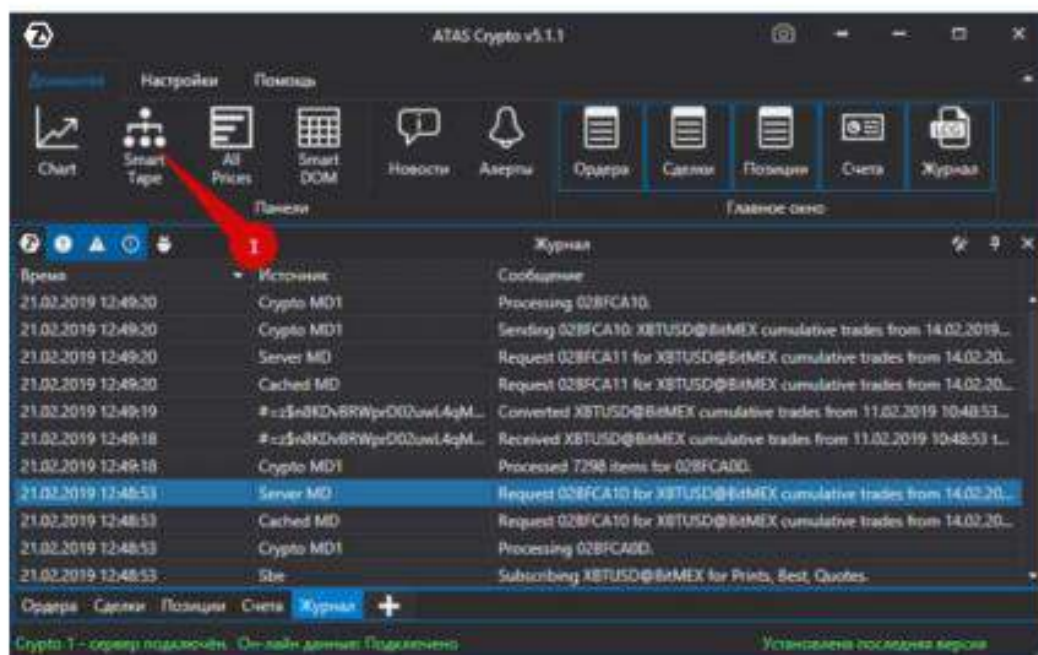 ATAS Crypto v5.1.1
Домашняя Настройки Помощь
Chart Smart Tape All Prices Smart DOM Новости Алерты Ордера Сделки Позиции Счета Журнал
Панели Главное окно
1
Журнал
Время Источник Сообщение
21.02.2019 12:49:20 Crypto MD1 Processing 028FCA10.
21.02.2019 12:49:20 Crypto MD1 Sending 028FCA10: XBTUSD@BitMEX cumulative trades from 14.02.2019...
21.02.2019 12:49:20 Server MD Request 028FCA11 for XBTUSD@BitMEX cumulative trades from 14.02.20...
21.02.2019 12:49:20 Cached MD Request 028FCA11 for XBTUSD@BitMEX cumulative trades from 14.02.20...
21.02.2019 12:49:19 Converted XBTUSD@BitMEX cumulative trades from 11.02.2019 10:48:53...
21.02.2019 12:49:18 Received XBTUSD@BitMEX cumulative trades from 11.02.2019 10:48:53 t...
21.02.2019 12:49:18 Crypto MD1 Processed 7298 items for 028FCA0D.
21.02.2019 12:48:53 Server MD Request 028FCA10 for XBTUSD@BitMEX cumulative trades from 14.02.20...
21.02.2019 12:48:53 Cached MD Request 028FCA10 for XBTUSD@BitMEX cumulative trades from 14.02.20...
21.02.2019 12:48:53 Crypto MD1 Processing 028FCA0D.
21.02.2019 12:48:53 Sbe Subscribing XBTUSD@BitMEX for Prints, Best, Quotes.
Ордера Сделки Позиции Счета Журнал
Crypto 1 - сервер подключён. Он-лайн данные: Подключено Установлена последняя версия